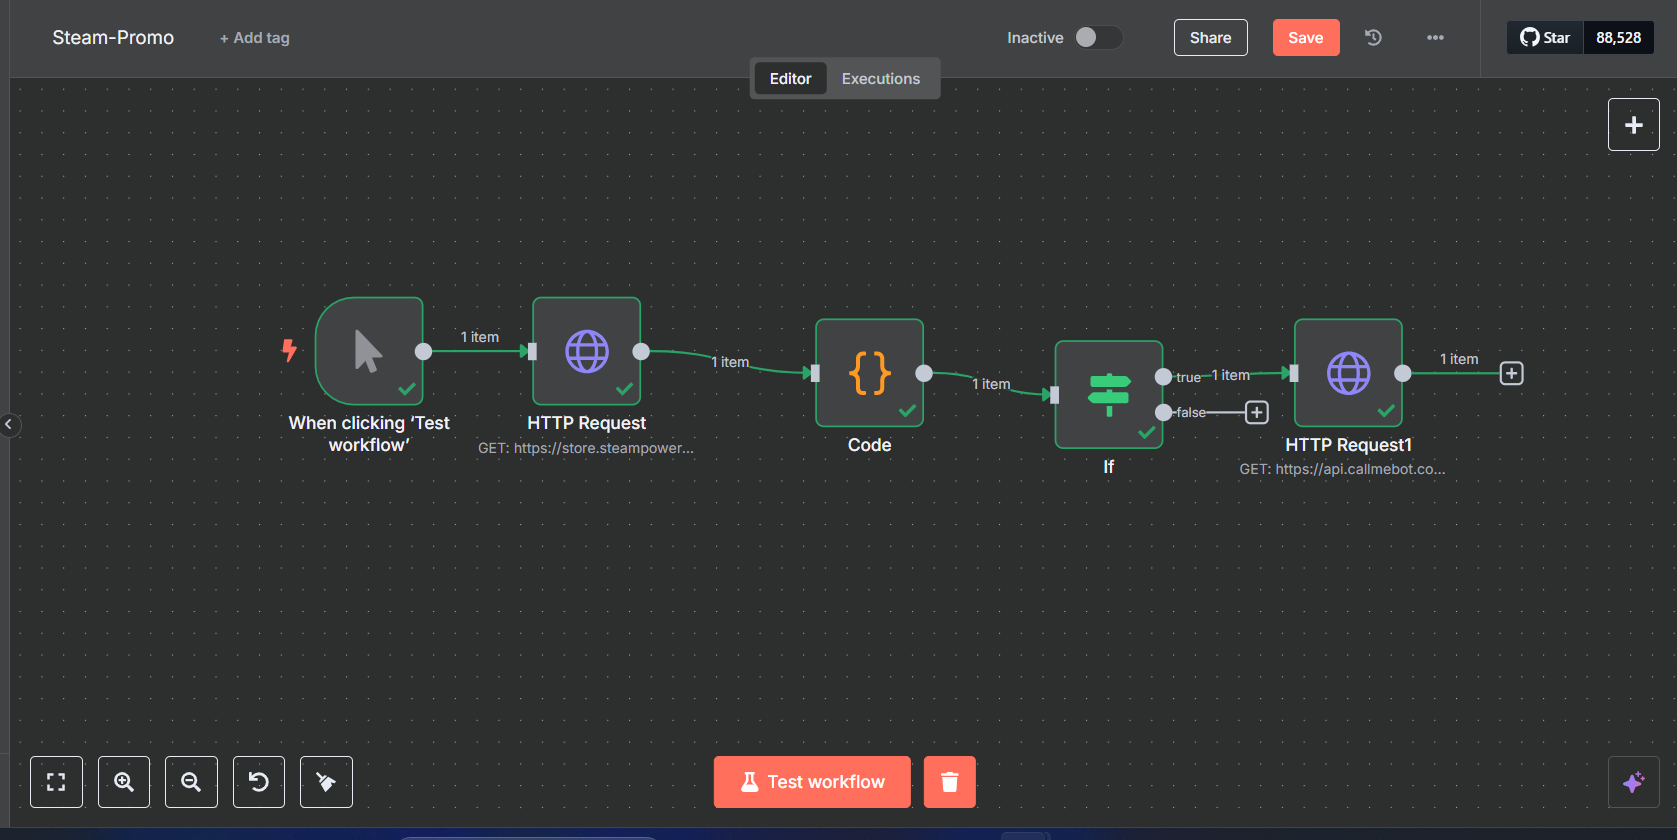 Steam-Promo
+ Add tag
Inactive
Share
Save
Star
88,528
Editor
Executions
1 item
1 item
1 item
true
1 item
1 item
false
When clicking ‘Test
workflow’
HTTP Request
GET: https://store.steampower...
Code
If
HTTP Request1
GET: https://api.callmebot.co...
Test workflow